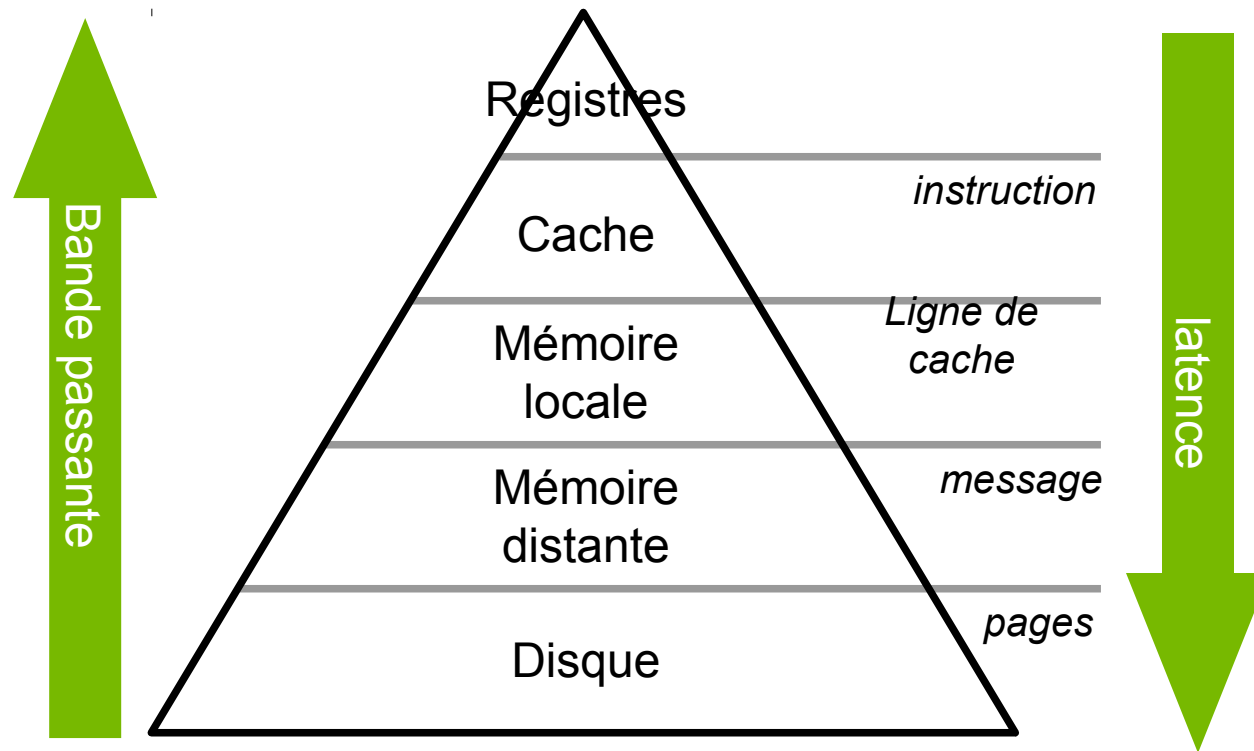 Registres
instruction
Cache
Ligne de
cache
Mémoire
locale
message
Mémoire
distante
pages
Disque
Bande passante
latence